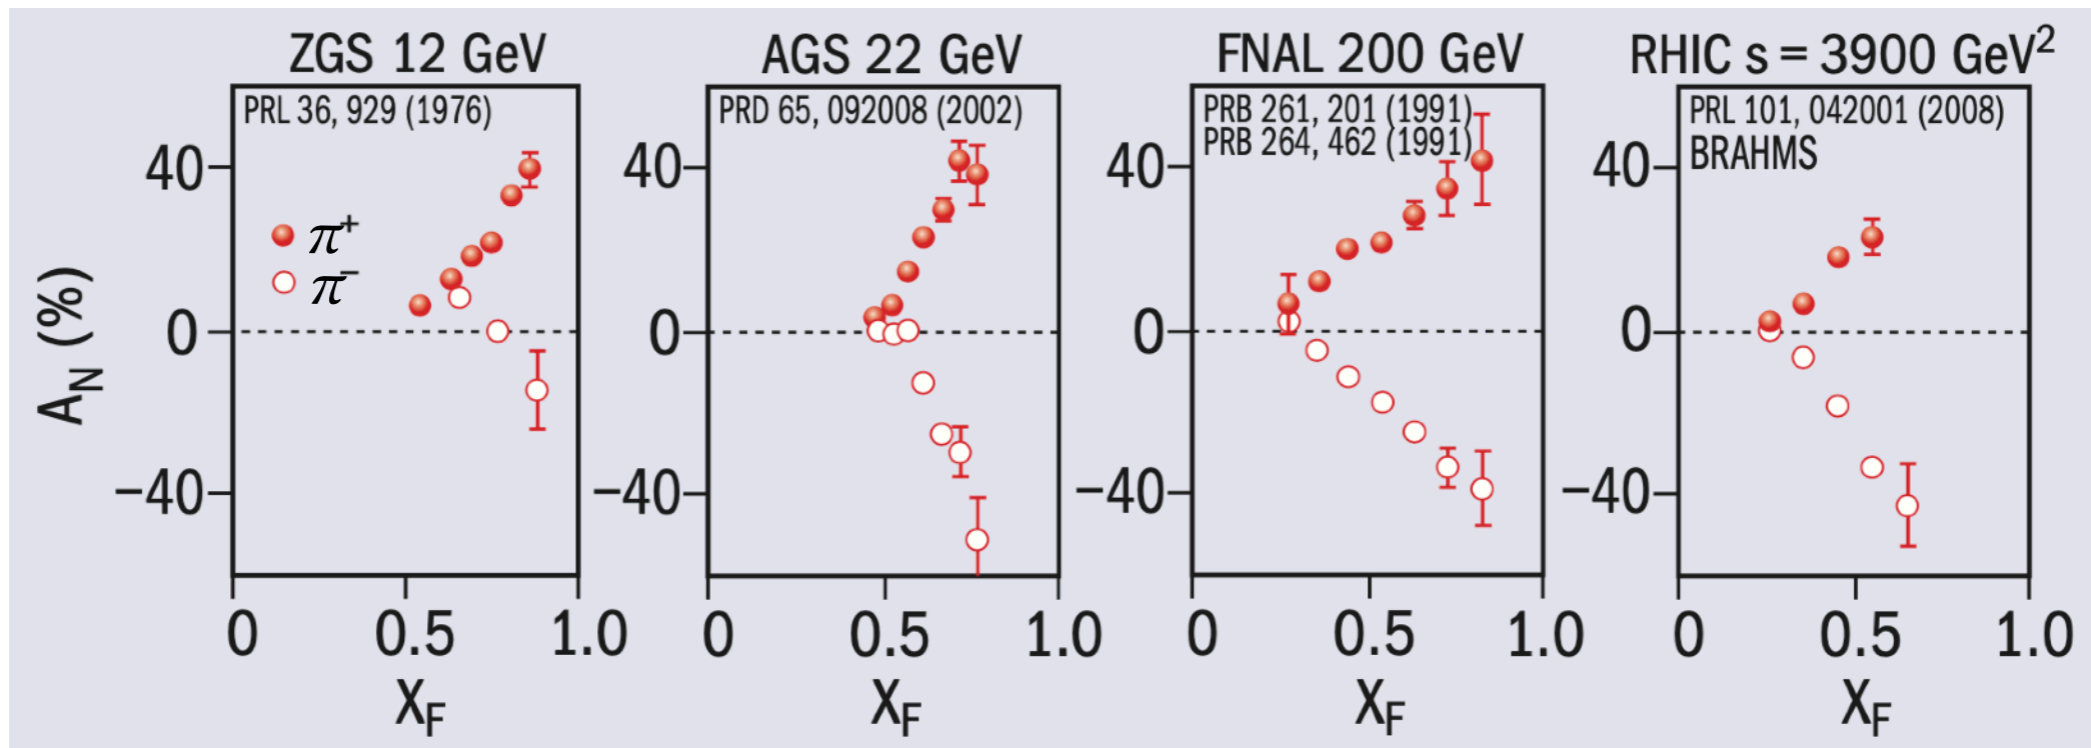 ZGS 12 GeV
PRL 36, 929 (1976)
40
0
−40
π+
π−
AN (%)
0 0.5 1.0
XF
AGS 22 GeV
PRD 65, 092008 (2002)
40
0
−40
0 0.5 1.0
XF
FNAL 200 GeV
PRB 261, 201 (1991)
PRB 264, 462 (1991)
40
0
−40
0 0.5 1.0
XF
RHIC s = 3900 GeV²
PRL 101, 042001 (2008)
BRAHMS
40
0
−40
0 0.5 1.0
XF